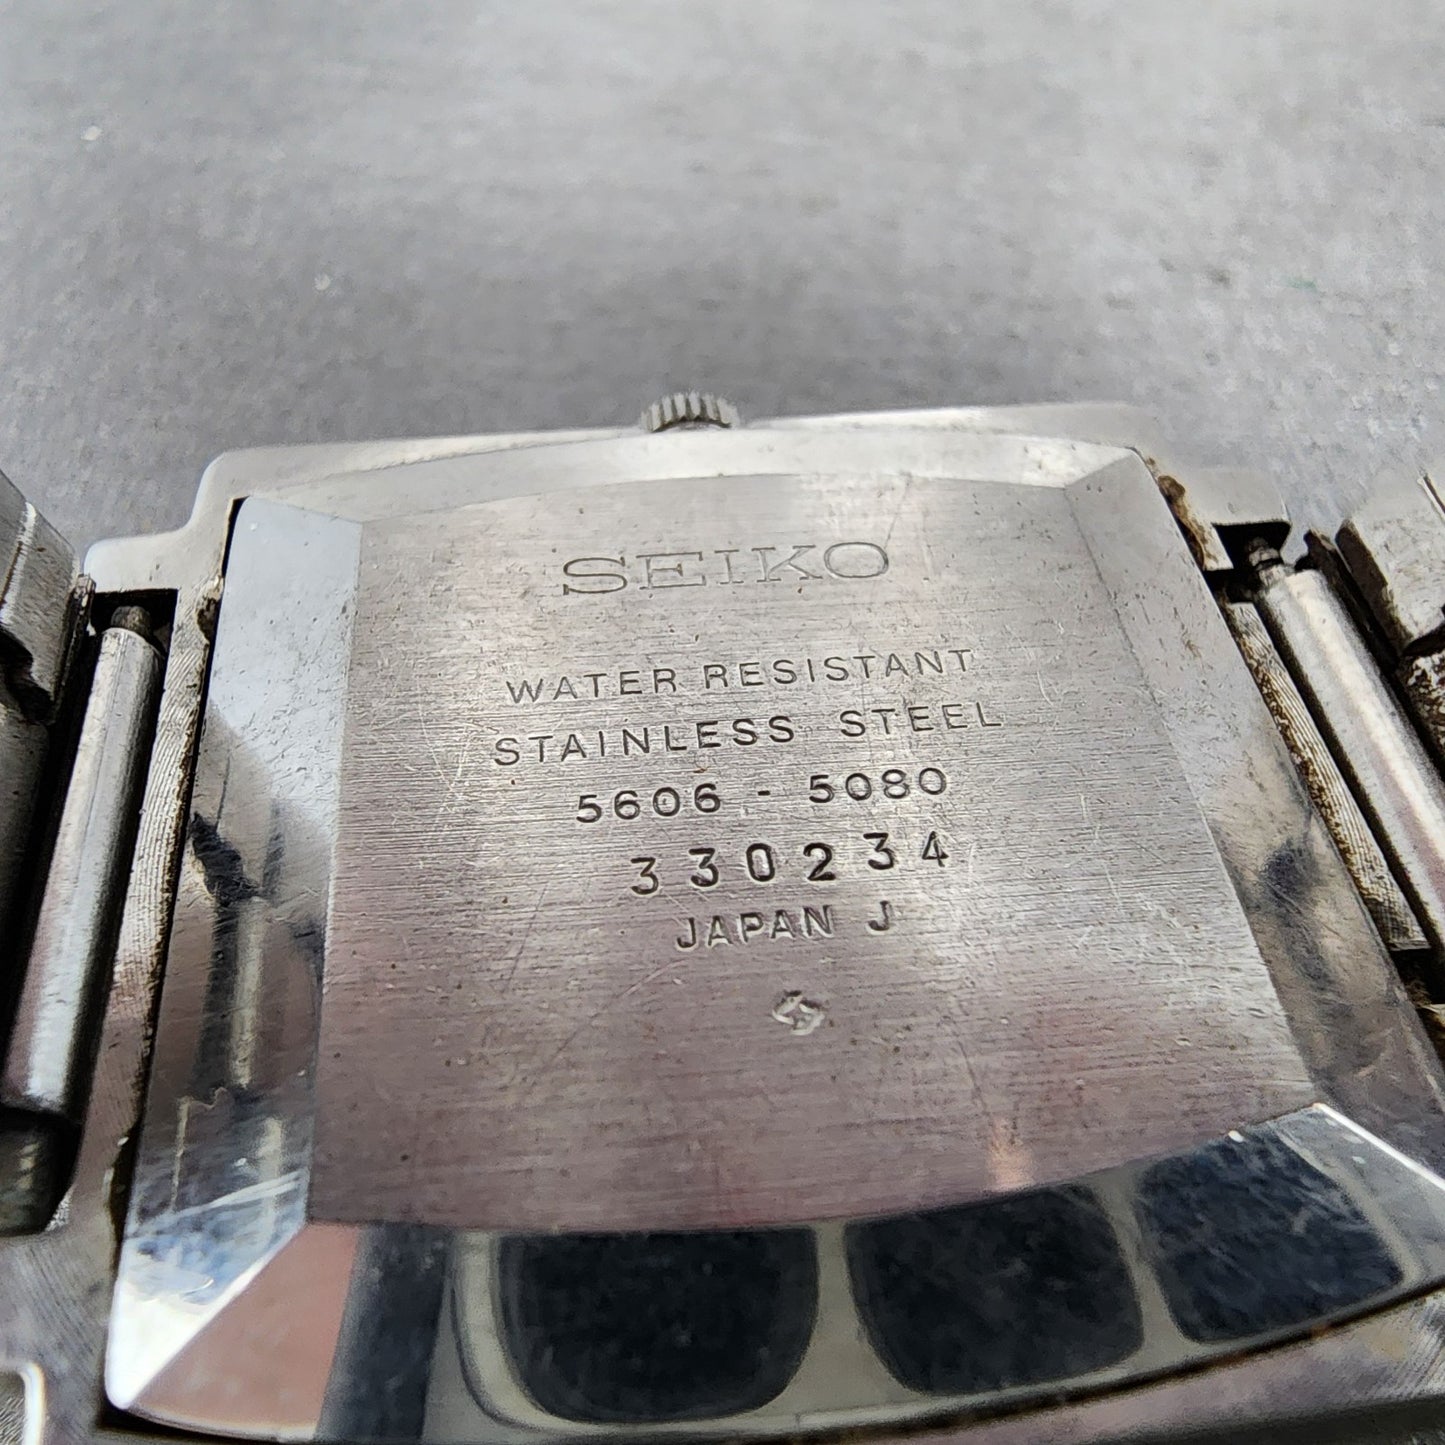 SEIKO
WATER RESISTANT
STAINLESS STEEL
5606 - 5080
330234
JAPAN J